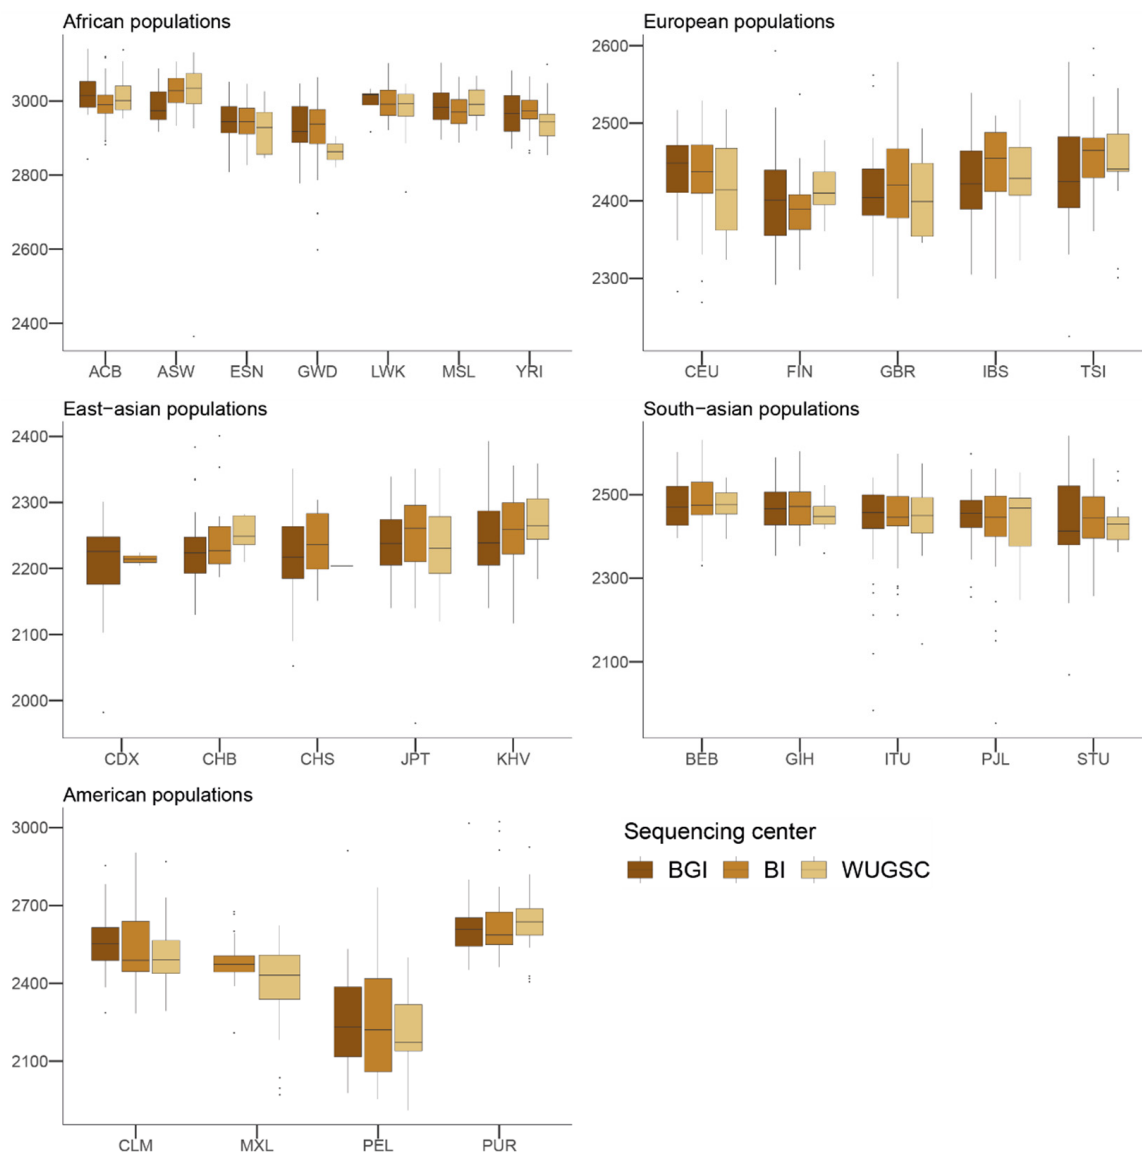 African populations
3000
2800
2600
2400
ACB ASW ESN GWD LWK MSL YRI
European populations
2600
2500
2400
2300
CEU FIN GBR IBS TSI
East-asian populations
2400
2300
2200
2100
2000
CDX CHB CHS JPT KHV
South-asian populations
2500
2300
2100
BEB GIH ITU PJL STU
American populations
3000
2700
2400
2100
CLM MXL PEL PUR
Sequencing center
BGI BI WUGSC